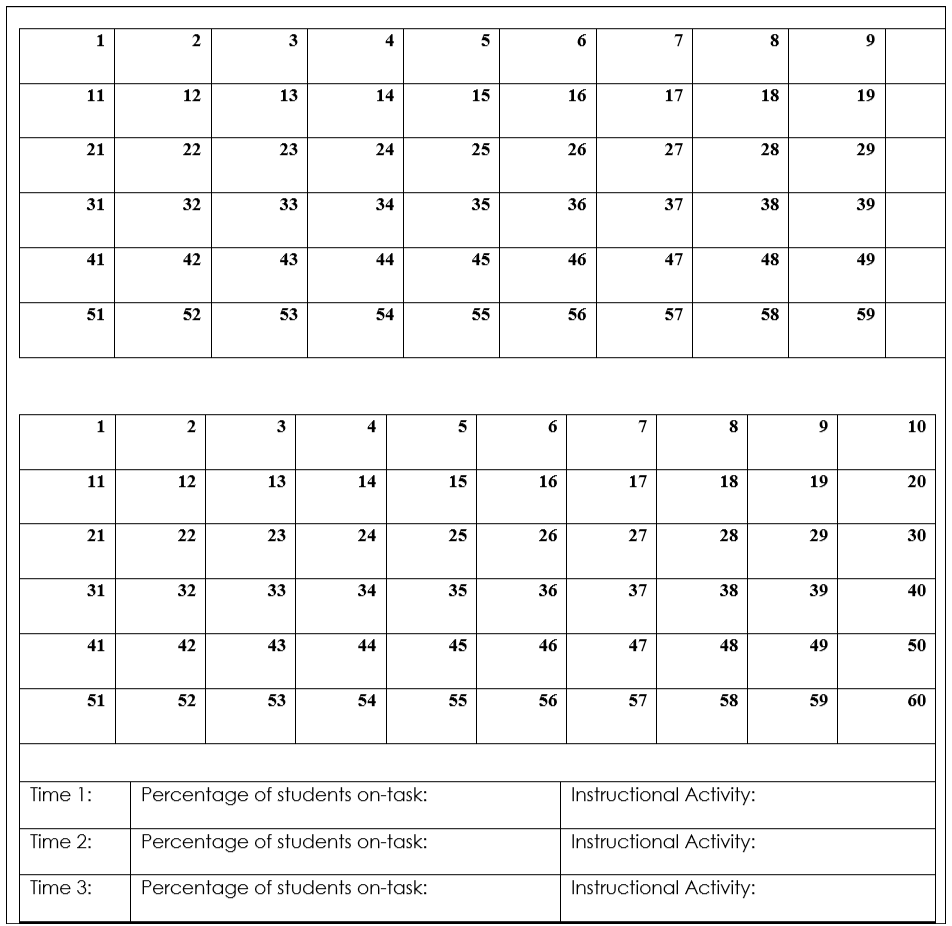 1 2 3 4 5 6 7 8 9
11 12 13 14 15 16 17 18 19
21 22 23 24 25 26 27 28 29
31 32 33 34 35 36 37 38 39
41 42 43 44 45 46 47 48 49
51 52 53 54 55 56 57 58 59
1 2 3 4 5 6 7 8 9 10
11 12 13 14 15 16 17 18 19 20
21 22 23 24 25 26 27 28 29 30
31 32 33 34 35 36 37 38 39 40
41 42 43 44 45 46 47 48 49 50
51 52 53 54 55 56 57 58 59 60
Time 1: Percentage of students on-task: Instructional Activity:
Time 2: Percentage of students on-task: Instructional Activity:
Time 3: Percentage of students on-task: Instructional Activity: